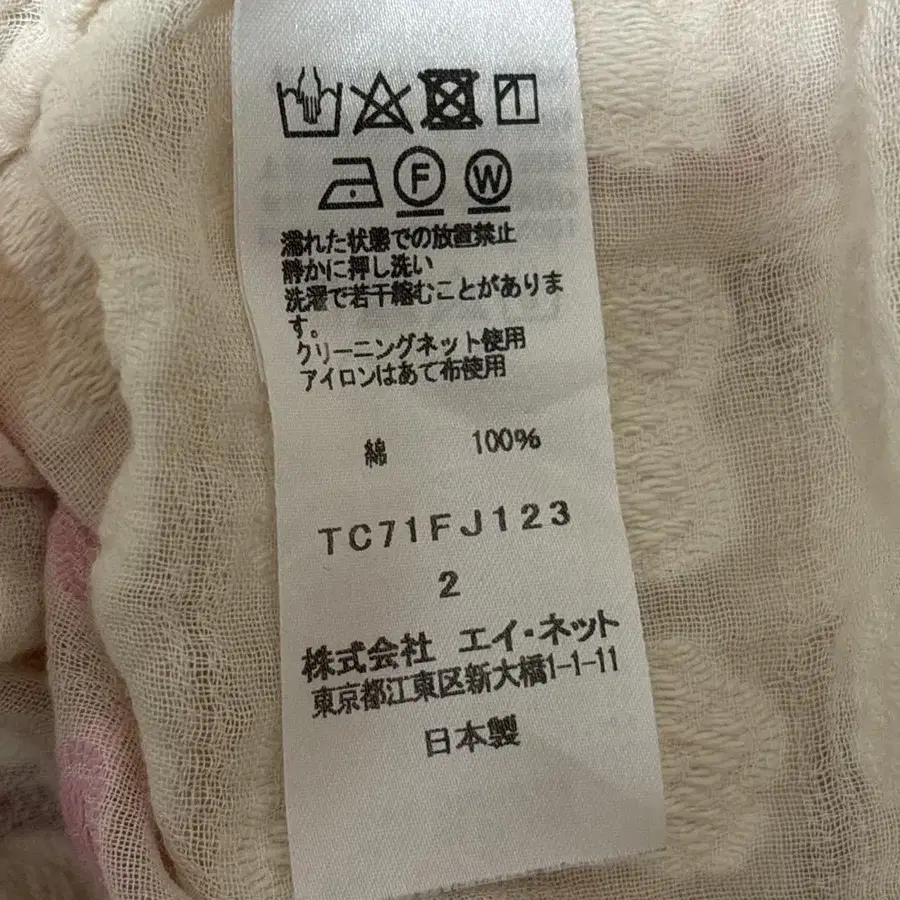 F W
濡れた状態での放置禁止
静かに押し洗い
洗濯で若干縮むことがありま
す。
クリーニングネット使用
アイロンはあて布使用
綿 100%
TC71FJ123
2
株式会社 エイ・ネット
東京都江東区新大橋1-1-11
日本製